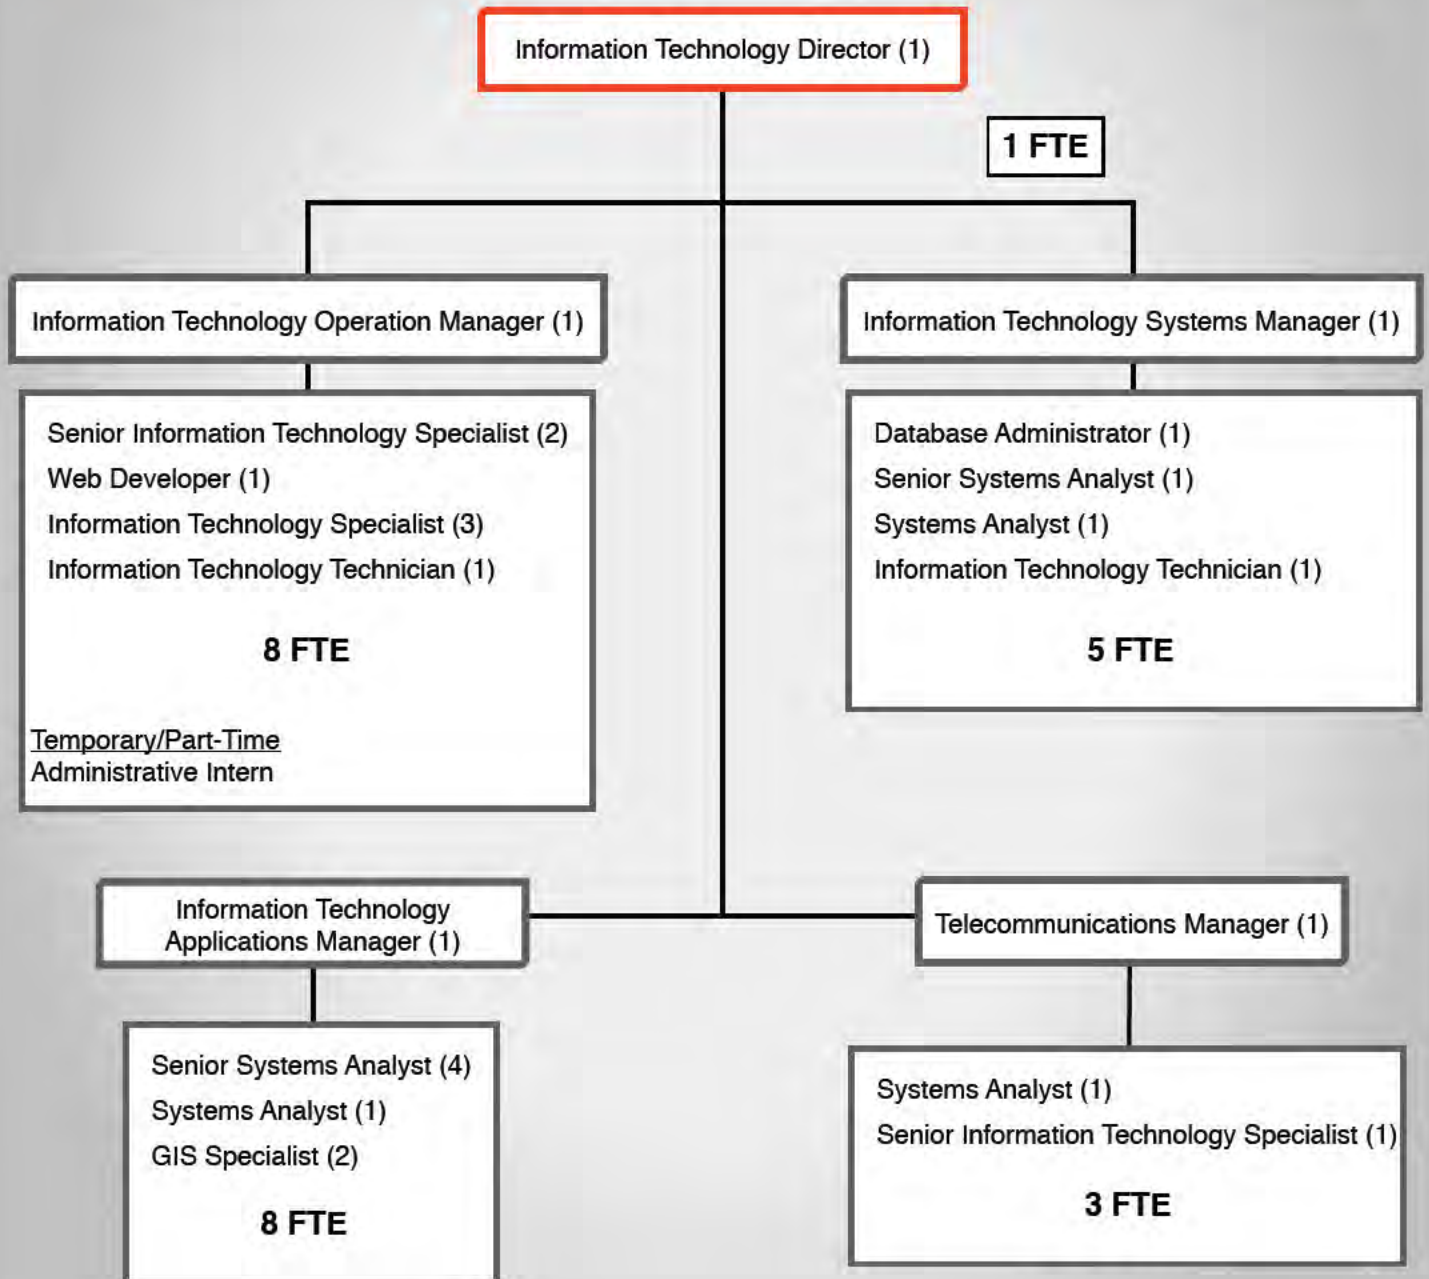 Information Technology Director (1)
1 FTE
Information Technology Operation Manager (1)
Senior Information Technology Specialist (2)
Web Developer (1)
Information Technology Specialist (3)
Information Technology Technician (1)
8 FTE
Temporary/Part-Time
Administrative Intern
Information Technology Systems Manager (1)
Database Administrator (1)
Senior Systems Analyst (1)
Systems Analyst (1)
Information Technology Technician (1)
5 FTE
Information Technology
Applications Manager (1)
Senior Systems Analyst (4)
Systems Analyst (1)
GIS Specialist (2)
8 FTE
Telecommunications Manager (1)
Systems Analyst (1)
Senior Information Technology Specialist (1)
3 FTE